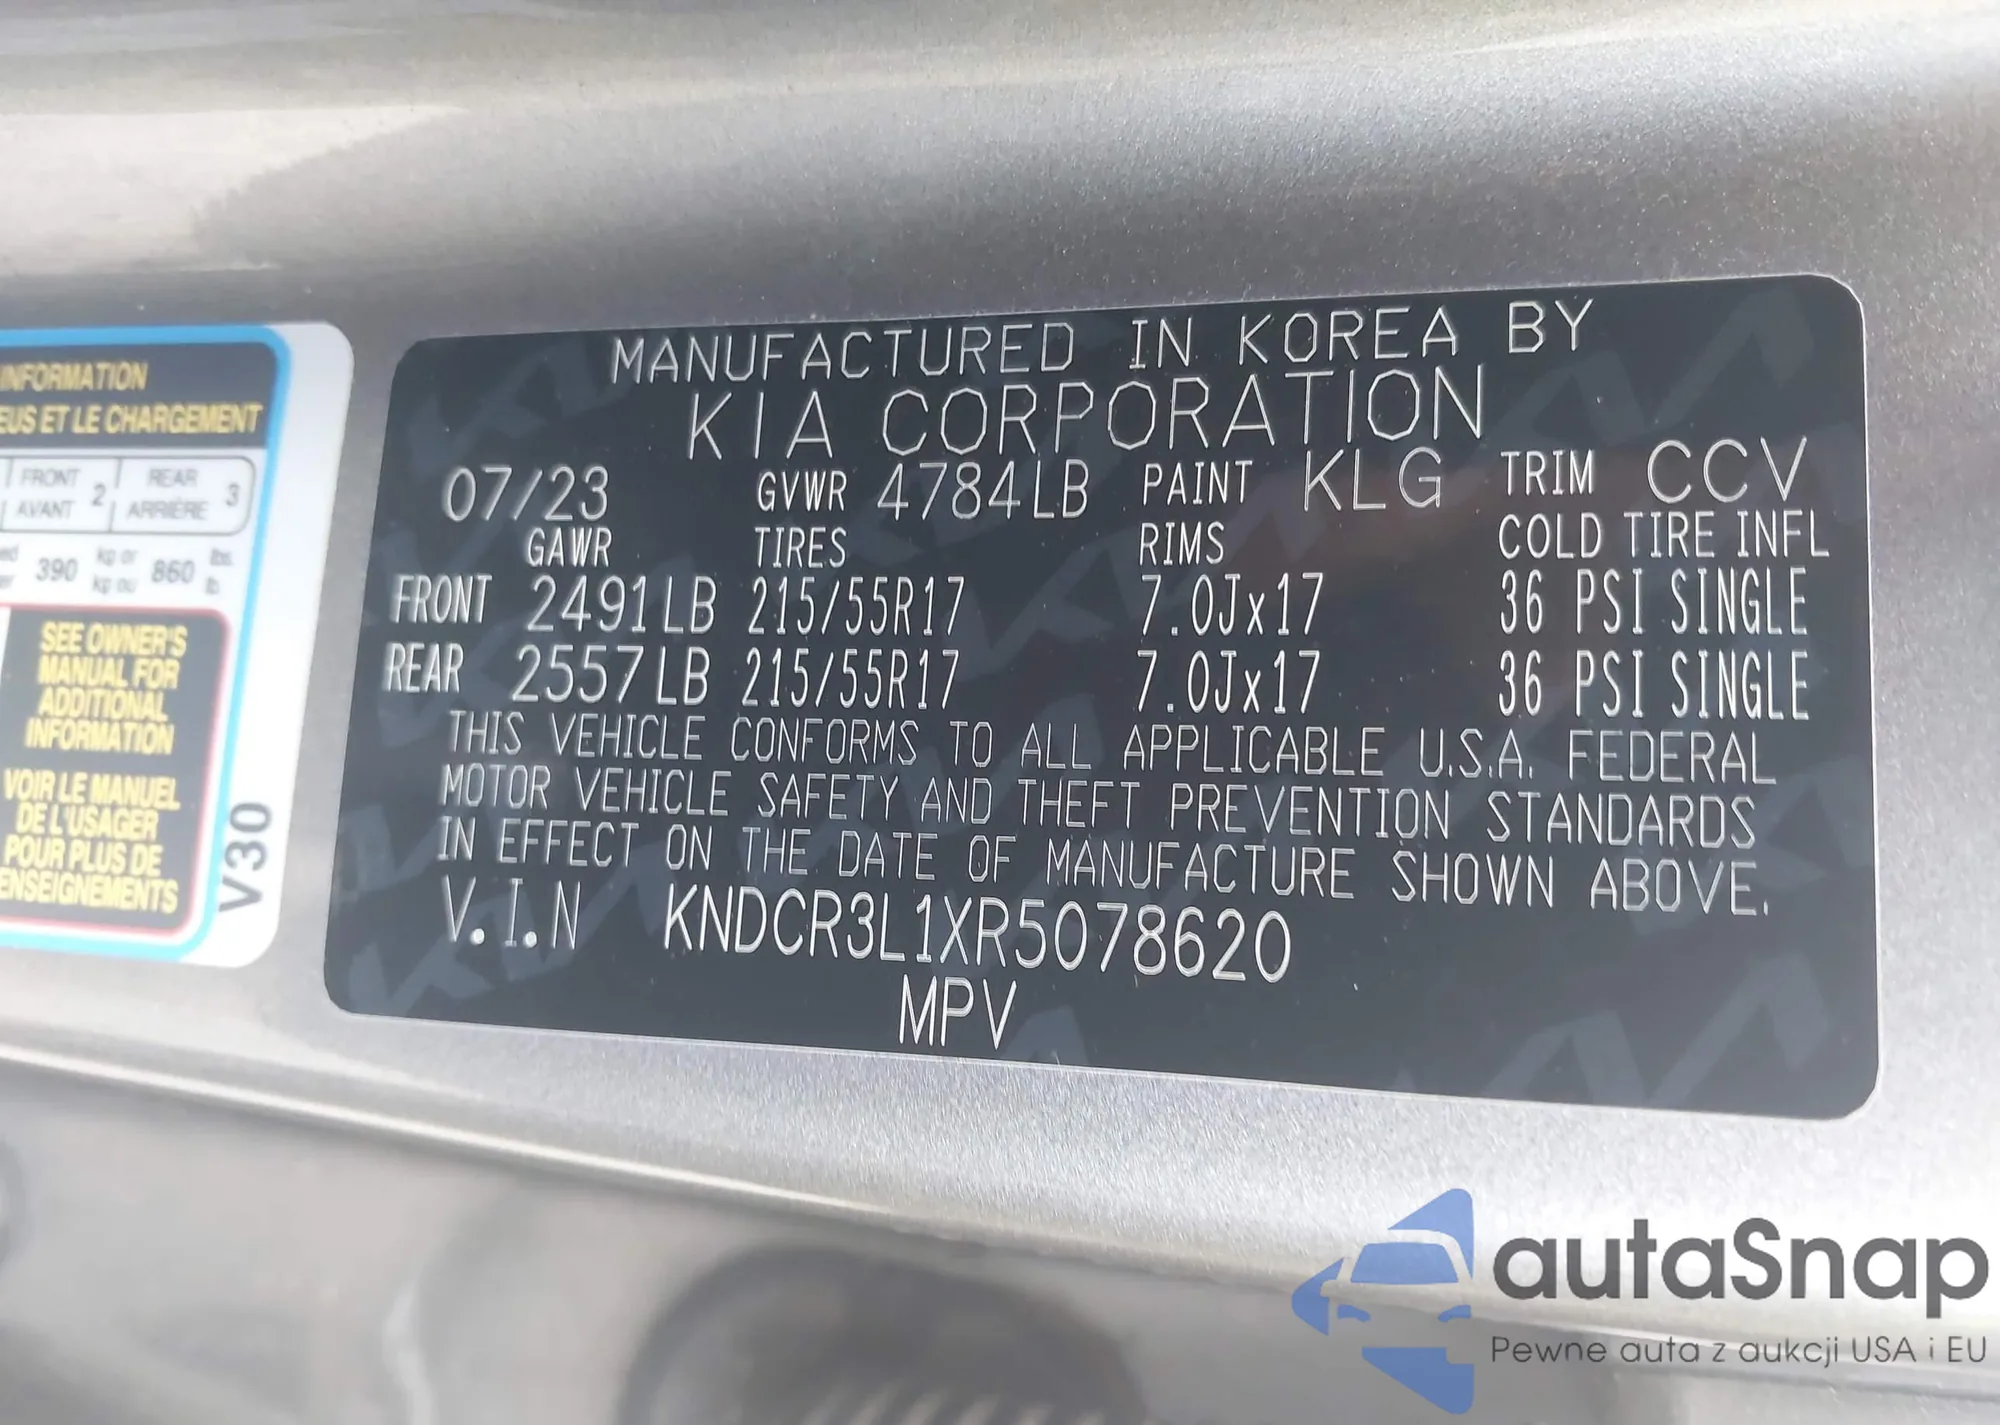 INFORMATION
EUS ET LE CHARGEMENT
FRONT
AVANT 2
REAR
ARRIÈRE 3
390 kg or
kg ou 860 lbs.
lb
SEE OWNER'S
MANUAL FOR
ADDITIONAL
INFORMATION
VOIR LE MANUEL
DE L'USAGER
POUR PLUS DE
ENSEIGNEMENTS
V30
MANUFACTURED IN KOREA BY
KIA CORPORATION
07/23 GVWR 4784LB PAINT KLG TRIM CCV
GAWR TIRES RIMS COLD TIRE INFL
FRONT 2491LB 215/55R17 7.0Jx17 36 PSI SINGLE
REAR 2557LB 215/55R17 7.0Jx17 36 PSI SINGLE
THIS VEHICLE CONFORMS TO ALL APPLICABLE U.S.A. FEDERAL
MOTOR VEHICLE SAFETY AND THEFT PREVENTION STANDARDS
IN EFFECT ON THE DATE OF MANUFACTURE SHOWN ABOVE.
V.I.N KNDCR3L1XR5078620
MPV
autaSnap
Pewne auta z aukcji USA i EU